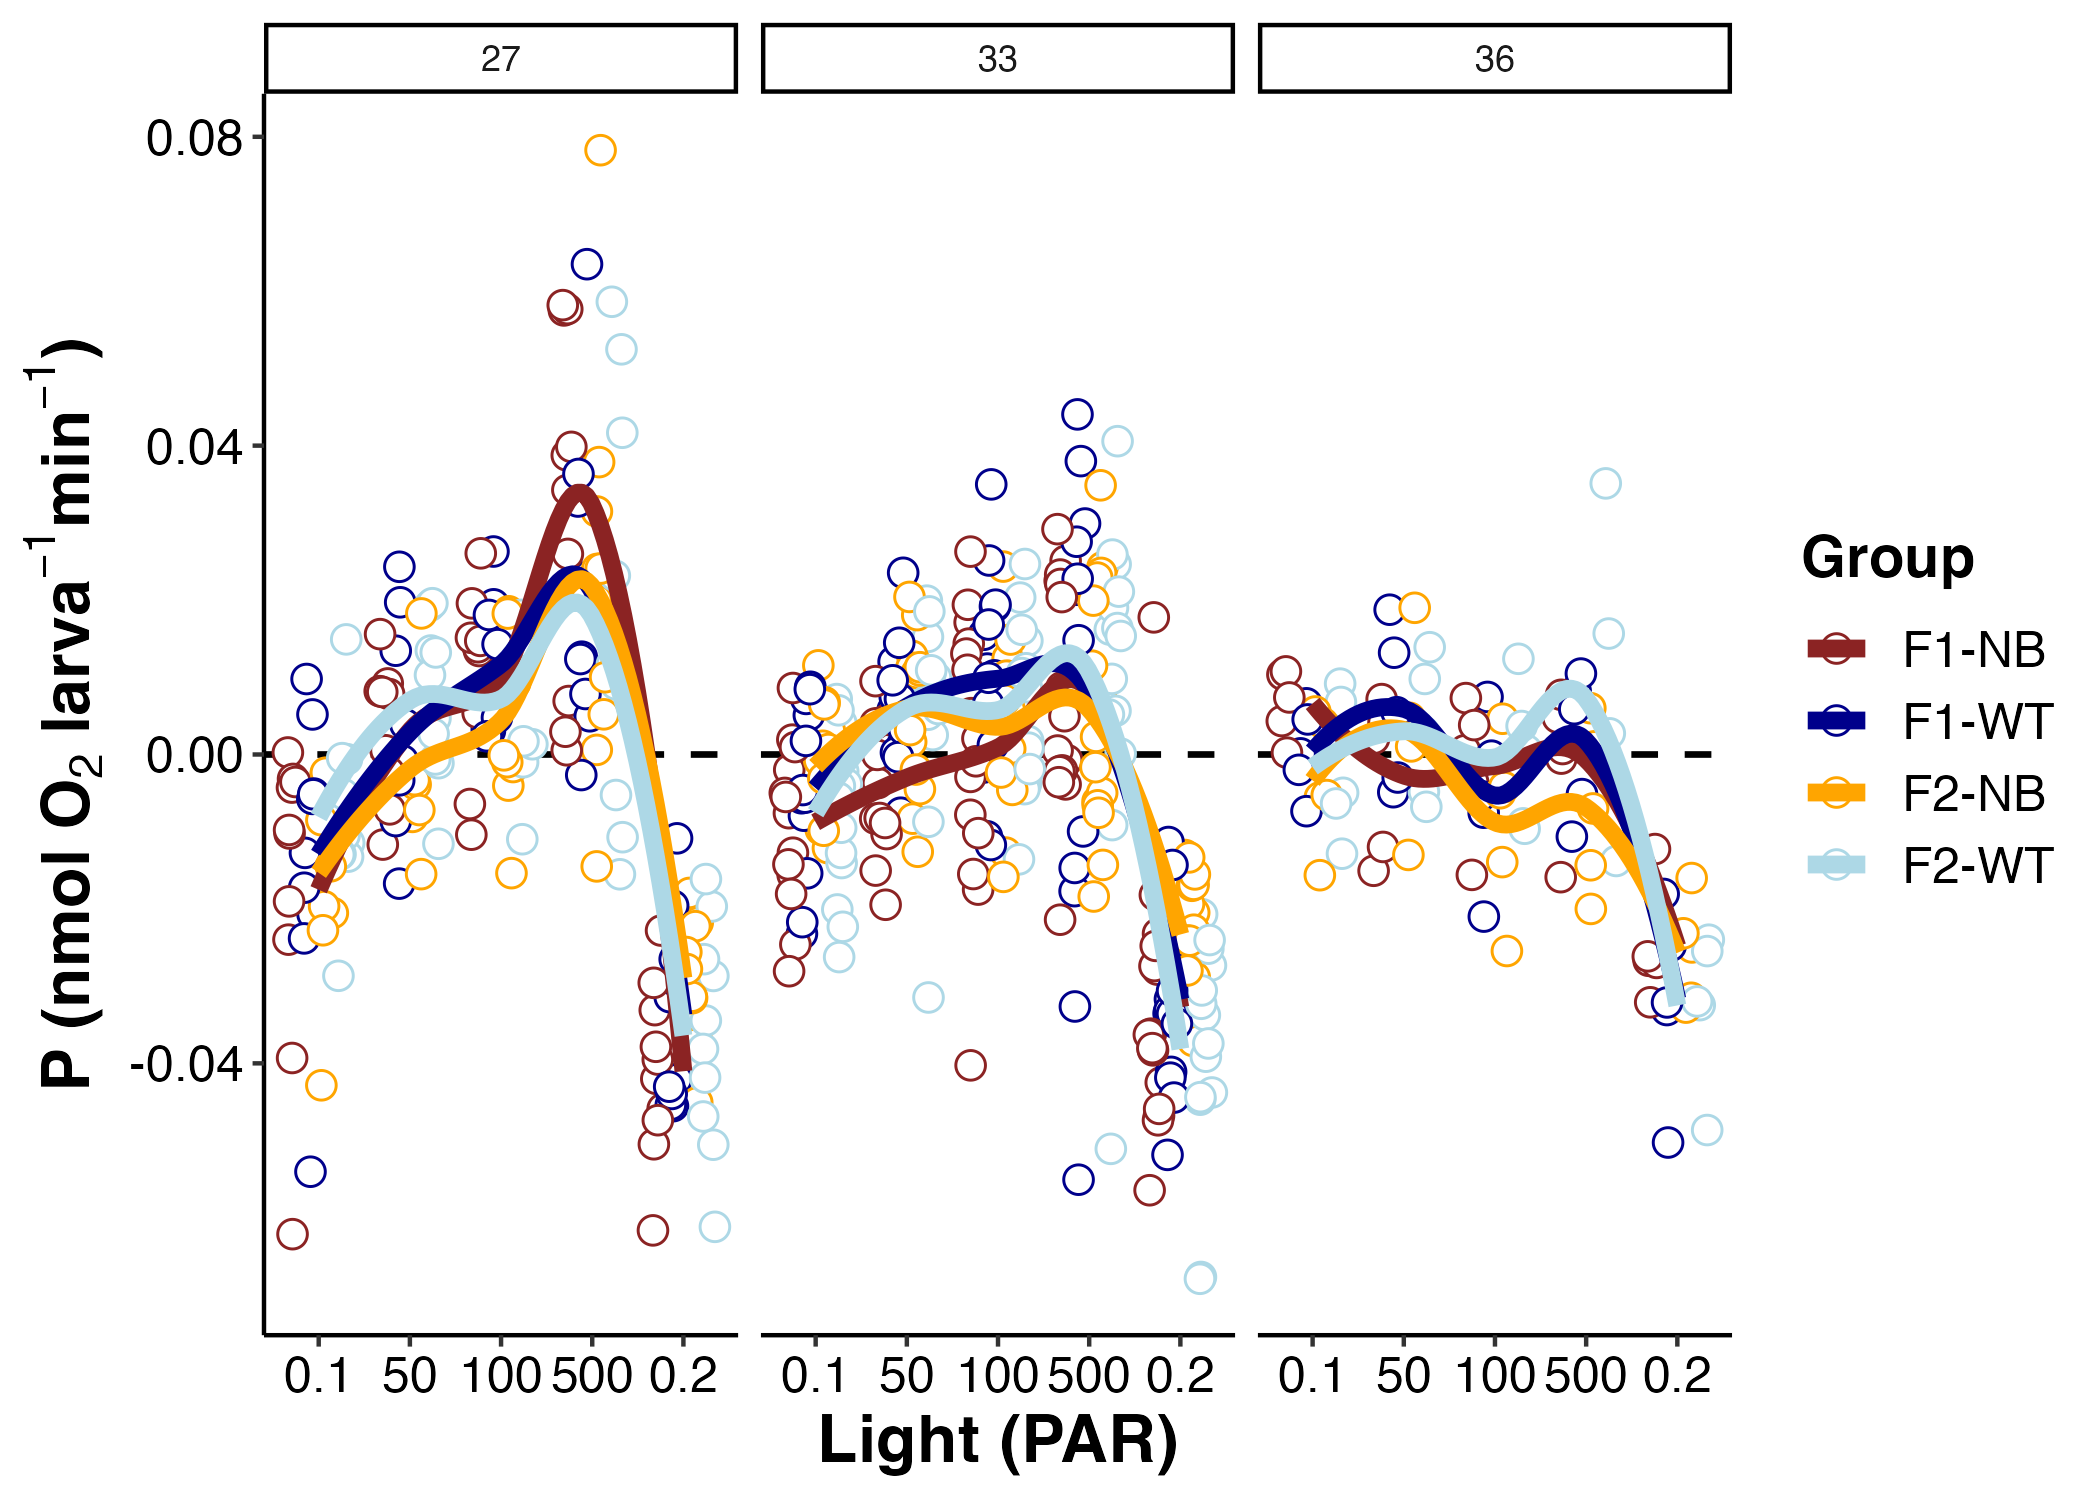 27 33 36
0.08
0.04
0.00
-0.04
P (nmol O₂ larva⁻¹min⁻¹)
0.1 50 100 500 0.2 0.1 50 100 500 0.2 0.1 50 100 500 0.2
Light (PAR)
Group
F1-NB
F1-WT
F2-NB
F2-WT